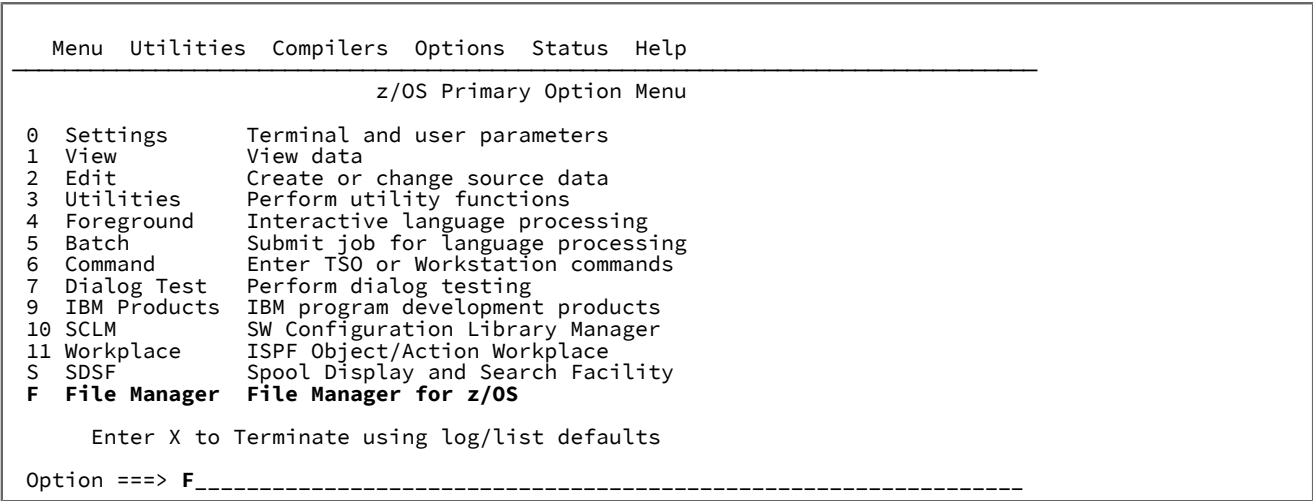 Menu  Utilities  Compilers  Options  Status  Help
z/OS Primary Option Menu
0  Settings      Terminal and user parameters
1  View          View data
2  Edit          Create or change source data
3  Utilities     Perform utility functions
4  Foreground    Interactive language processing
5  Batch         Submit job for language processing
6  Command       Enter TSO or Workstation commands
7  Dialog Test   Perform dialog testing
9  IBM Products  IBM program development products
10 SCLM          SW Configuration Library Manager
11 Workplace     ISPF Object/Action Workplace
S  SDSF          Spool Display and Search Facility
F  File Manager  File Manager for z/OS
Enter X to Terminate using log/list defaults
Option ===> F________________________________________________________________